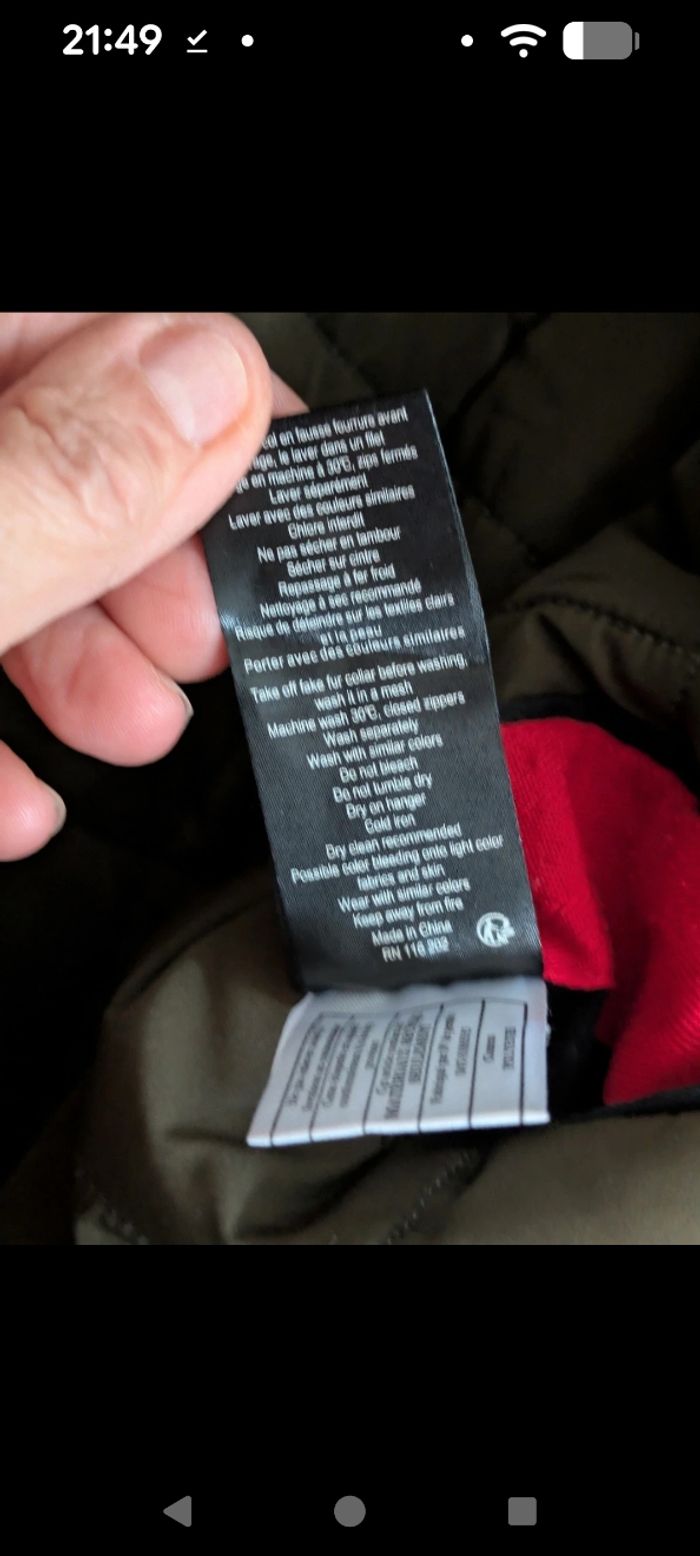 21:49
col en fausse fourrure avant
le laver dans un filet
en machine à 30°C, zips fermés
Laver séparément
Laver avec des couleurs similaires
Chlore interdit
Ne pas sécher en tambour
Sécher sur cintre
Repassage à fer froid
Nettoyage à sec recommandé
Risque de déteindre sur les textiles clairs
et la peau
Porter avec des couleurs similaires
Take off fake fur collar before washing,
wash it in a mesh
Machine wash 30°C, closed zippers
Wash separately
Wash with similar colors
Do not bleach
Do not tumble dry
Dry on hanger
Cold iron
Dry clean recommended
Possible color bleeding onto light color
fabrics and skin
Wear with similar colors
Keep away from fire
Made in China
RN 116 802